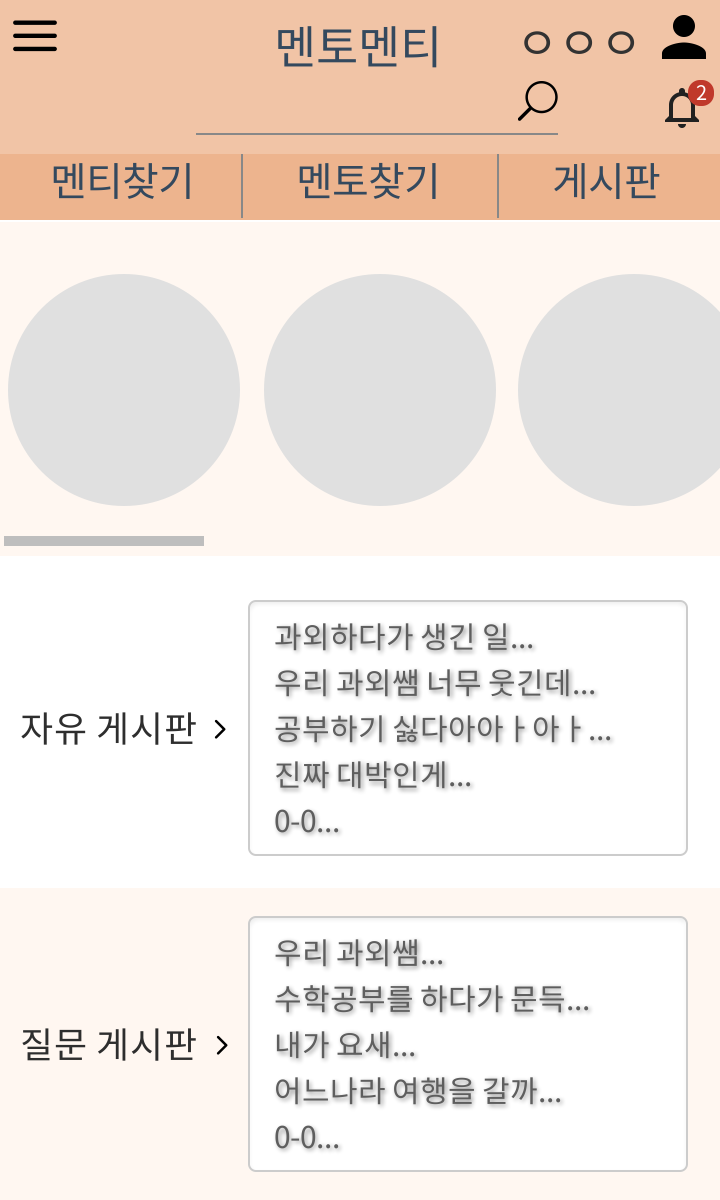 멘토멘티
ㅇㅇㅇ
2
멘티찾기
멘토찾기
게시판
자유 게시판
과외하다가 생긴 일...
우리 과외쌤 너무 웃긴데...
공부하기 싫다아아ㅏ아ㅏ...
진짜 대박인게...
0-0...
질문 게시판
우리 과외쌤...
수학공부를 하다가 문득...
내가 요새...
어느나라 여행을 갈까...
0-0...